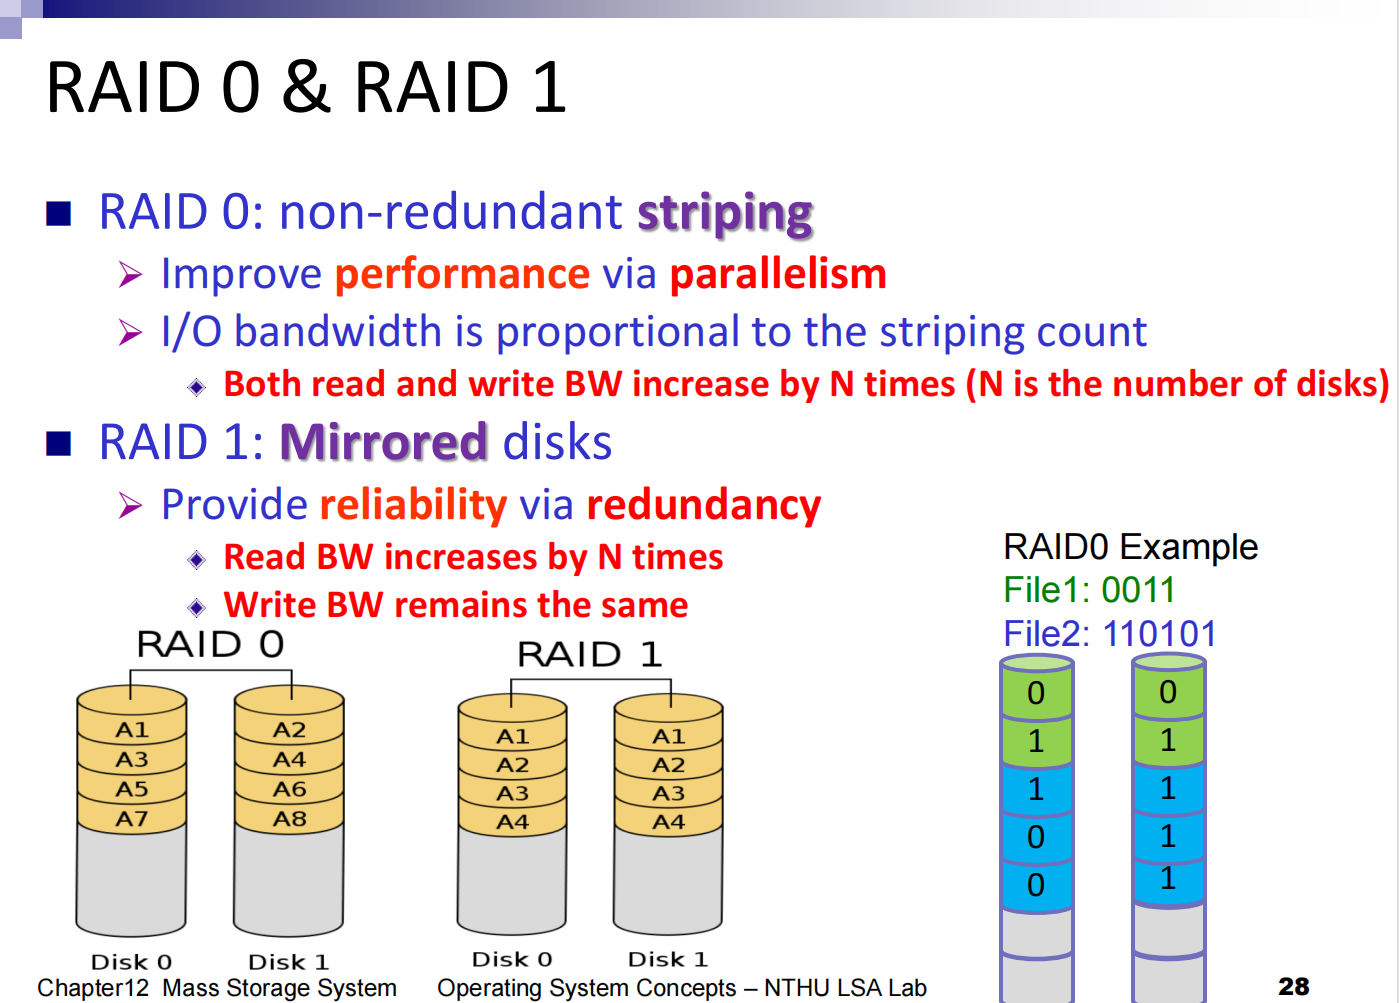 RAID 0 & RAID 1
RAID 0: non-redundant striping
Improve performance via parallelism
I/O bandwidth is proportional to the striping count
Both read and write BW increase by N times (N is the number of disks)
RAID 1: Mirrored disks
Provide reliability via redundancy
Read BW increases by N times
Write BW remains the same
RAID 0
A1
A3
A5
A7
Disk 0
A2
A4
A6
A8
Disk 1
RAID 1
A1
A2
A3
A4
Disk 0
A1
A2
A3
A4
Disk 1
RAID0 Example
File1: 0011
File2: 110101
0
1
1
0
0
0
1
1
1
1
Chapter12 Mass Storage System
Operating System Concepts – NTHU LSA Lab
28